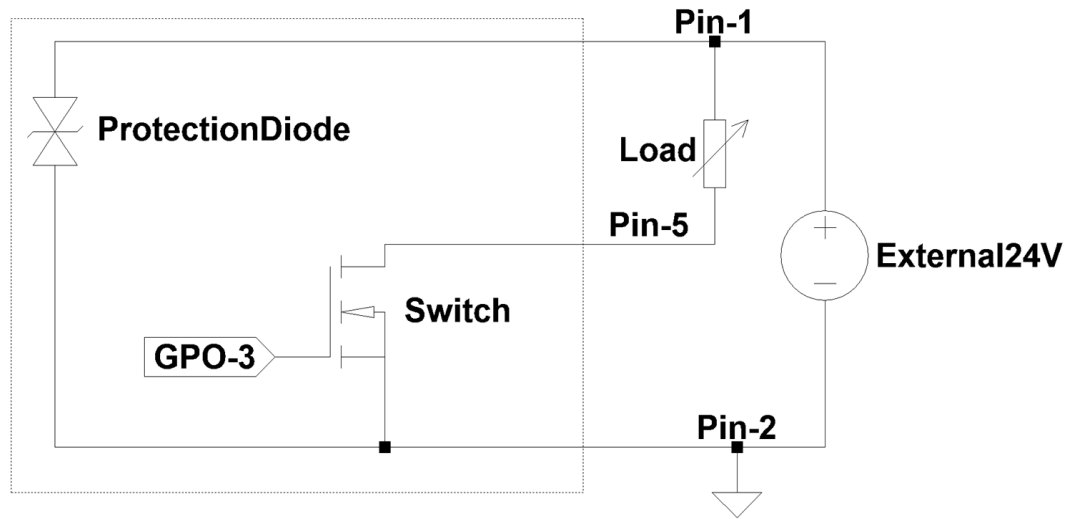 Pin-1
ProtectionDiode
Load
Pin-5
External24V
Switch
GPO-3
Pin-2